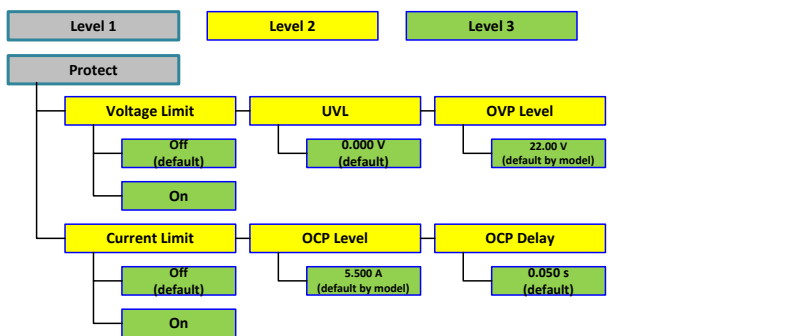 Level 1
Level 2
Level 3
Protect
Voltage Limit
UVL
OVP Level
Off
(default)
0.000 V
(default)
22.00 V
(default by model)
On
Current Limit
OCP Level
OCP Delay
Off
(default)
5.500 A
(default by model)
0.050 s
(default)
On